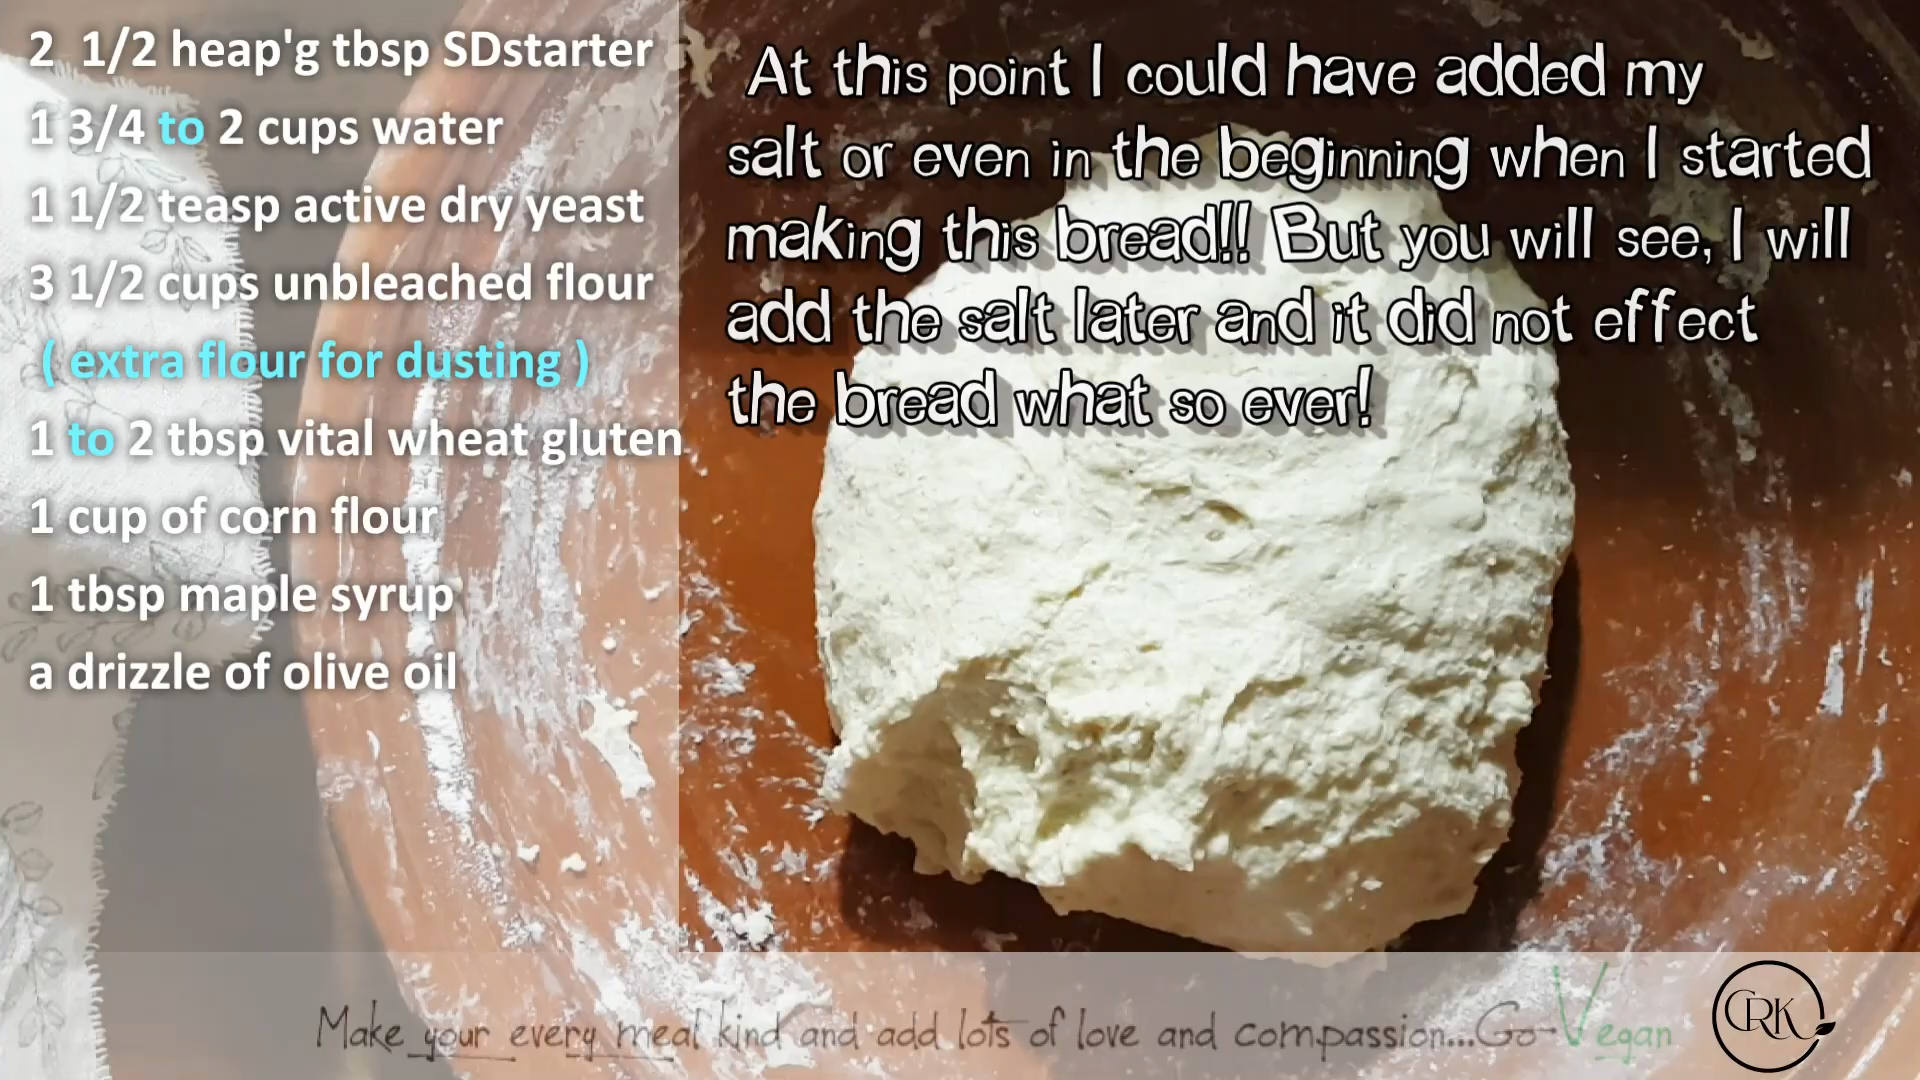 2 1/2 heap'g tbsp SDstarter
1 3/4 to 2 cups water
1 1/2 teasp active dry yeast
3 1/2 cups unbleached flour
( extra flour for dusting )
1 to 2 tbsp vital wheat gluten
1 cup of corn flour
1 tbsp maple syrup
a drizzle of olive oil
At this point I could have added my
salt or even in the beginning when I started
making this bread!! But you will see, I will
add the salt later and it did not effect
the bread what so ever!
Make your every meal kind and add lots of love and compassion...Go Vegan
CRK